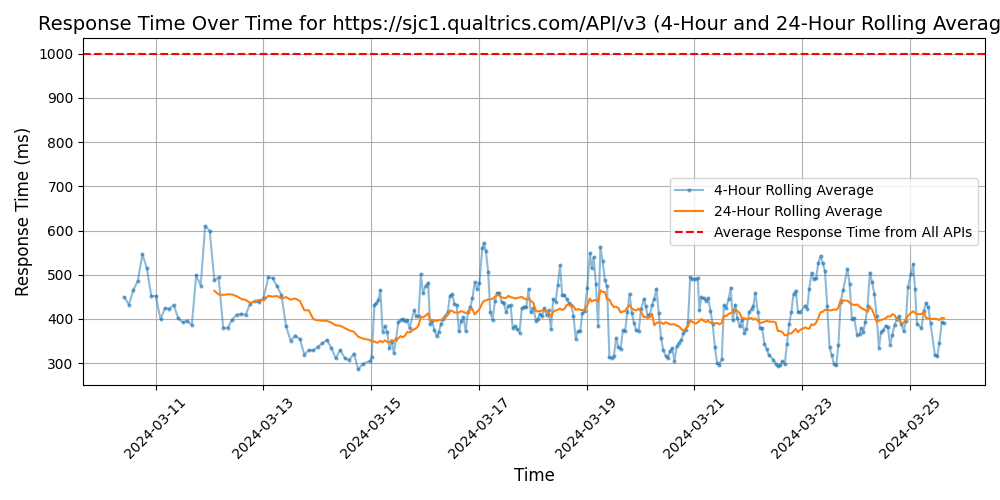 Response Time Over Time for https://sjc1.qualtrics.com/API/v3 (4-Hour and 24-Hour Rolling Averag
Response Time (ms)
1000
900
800
700
600
500
400
300
4-Hour Rolling Average
24-Hour Rolling Average
Average Response Time from All APIs
2024-03-11
2024-03-13
2024-03-15
2024-03-17
2024-03-19
2024-03-21
2024-03-23
2024-03-25
Time